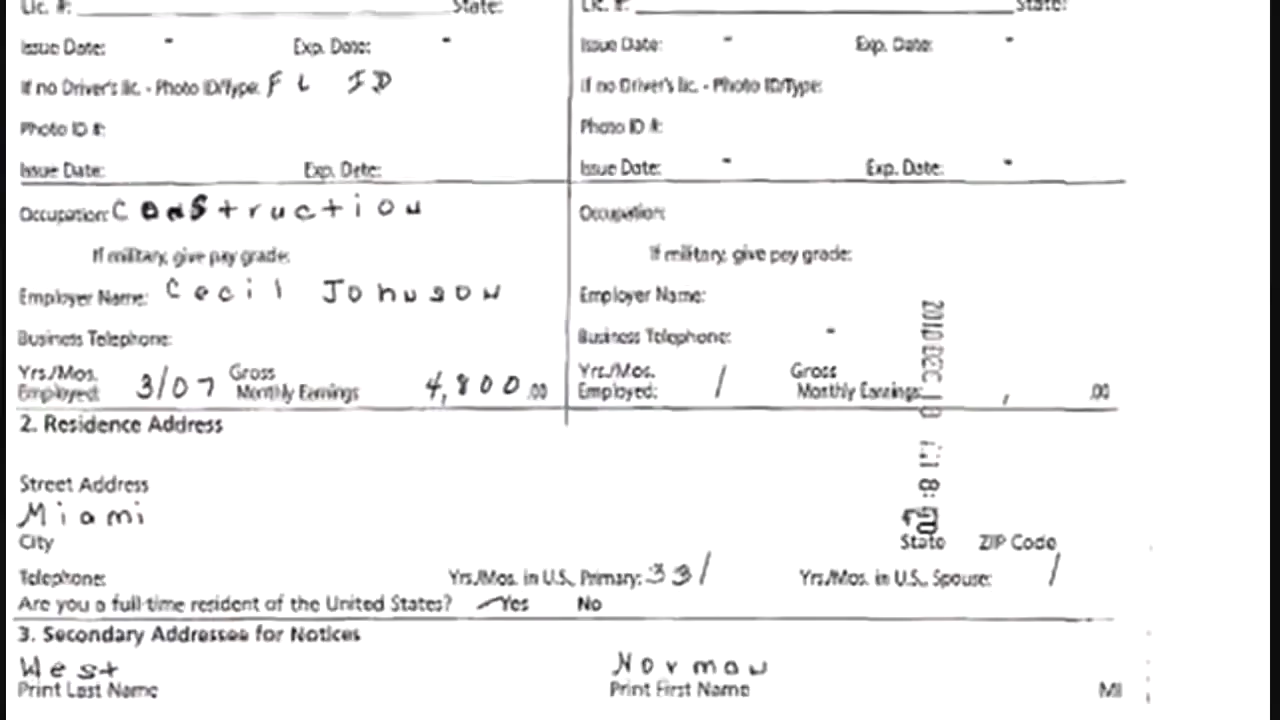 Lic. #: State:
Lic. #: State:
Issue Date: - Exp. Date: -
Issue Date: - Exp. Date: -
If no Driver's lic. - Photo ID/Type: FL ID
If no Driver's lic. - Photo ID/Type:
Photo ID #:
Photo ID #:
Issue Date: Exp. Date:
Issue Date: - Exp. Date: -
Occupation: Construction
Occupation:
If military, give pay grade:
If military, give pay grade:
Employer Name: Cecil Johnson
Employer Name:
Business Telephone:
Business Telephone: -
Yrs./Mos. Employed: 3/07 Gross Monthly Earnings 4,800.00
Yrs./Mos. Employed: / Gross Monthly Earnings: , .00
2010 DEC 10 8:
2. Residence Address
Street Address
Miami
City State ZIP Code
Telephone: Yrs./Mos. in U.S., Primary: 33/ Yrs./Mos. in U.S., Spouse: /
Are you a full-time resident of the United States? Yes No
3. Secondary Addressee for Notices
West Norman
Print Last Name Print First Name MI